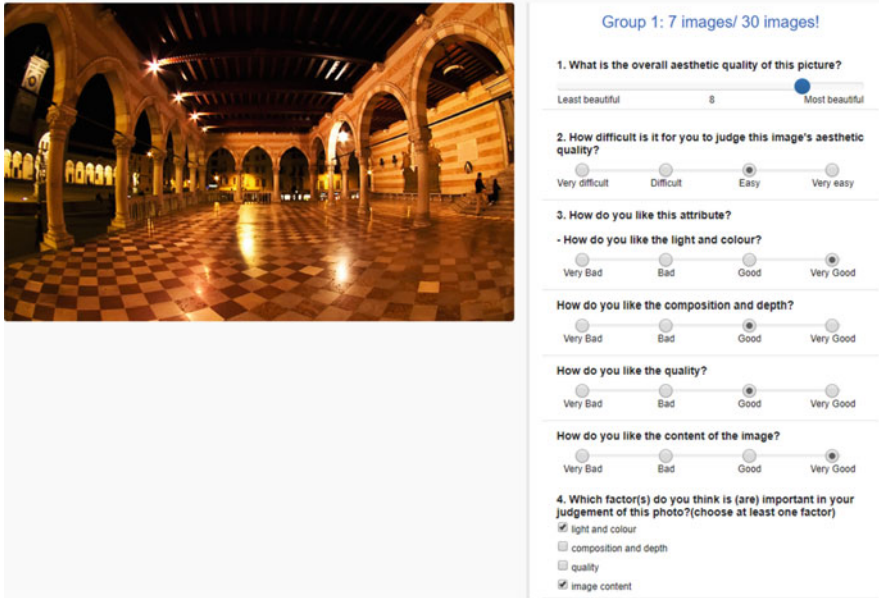 Group 1: 7 images/ 30 images!
1. What is the overall aesthetic quality of this picture?
Least beautiful 8 Most beautiful
2. How difficult is it for you to judge this image's aesthetic
quality?
Very difficult Difficult Easy Very easy
3. How do you like this attribute?
- How do you like the light and colour?
Very Bad Bad Good Very Good
How do you like the composition and depth?
Very Bad Bad Good Very Good
How do you like the quality?
Very Bad Bad Good Very Good
How do you like the content of the image?
Very Bad Bad Good Very Good
4. Which factor(s) do you think is (are) important in your
judgement of this photo?(choose at least one factor)
light and colour
composition and depth
quality
image content